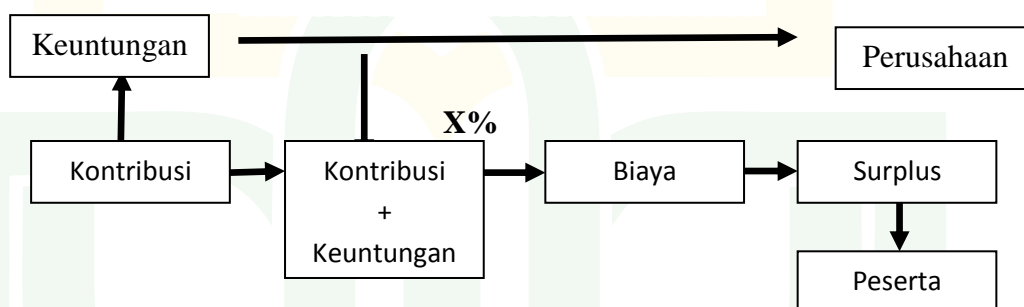 Keuntungan
Perusahaan
X%
Kontribusi
Kontribusi
+
Keuntungan
Biaya
Surplus
Peserta